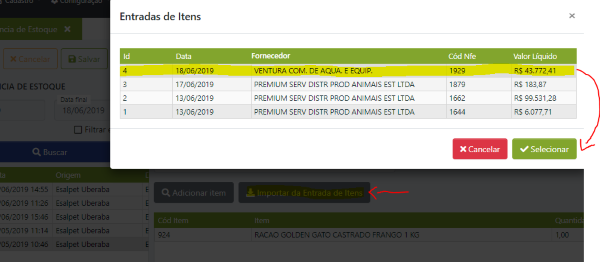 Cadastro
Configuração
Entradas de Itens
×
ncia de Estoque ×
Cancelar
Salvar
Id Data Fornecedor Cód Nfe Valor Líquido
4 18/06/2019 VENTURA COM. DE AQUA. E EQUIP. 1929 R$ 43.772,41
3 17/06/2019 PREMIUM SERV DISTR PROD ANIMAIS EST LTDA 1879 R$ 183,87
2 13/06/2019 PREMIUM SERV DISTR PROD ANIMAIS EST LTDA 1662 R$ 99.531,28
1 13/06/2019 PREMIUM SERV DISTR PROD ANIMAIS EST LTDA 1644 R$ 6.077,71
NCIA DE ESTOQUE
Data final
18/06/2019
Filtrar
Cancelar
Selecionar
Buscar
Origem
/06/2019 14:55 Esalpet Uberaba
/06/2019 11:26 Esalpet Uberaba
/06/2019 15:46 Esalpet Uberaba
/05/2019 11:14 Esalpet Uberaba
/05/2019 10:46 Esalpet Uberaba
Adicionar item
Importar da Entrada de Itens
Cód Item Item Quantid
924 RACAO GOLDEN GATO CASTRADO FRANGO 1 KG 1,00